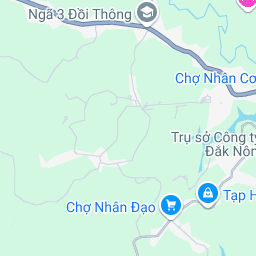 Ngã 3 Đồi Thông
Chợ Nhân Cơ
Trụ sở Công ty
Đắk Nôn
Tạp H
Chợ Nhân Đạo